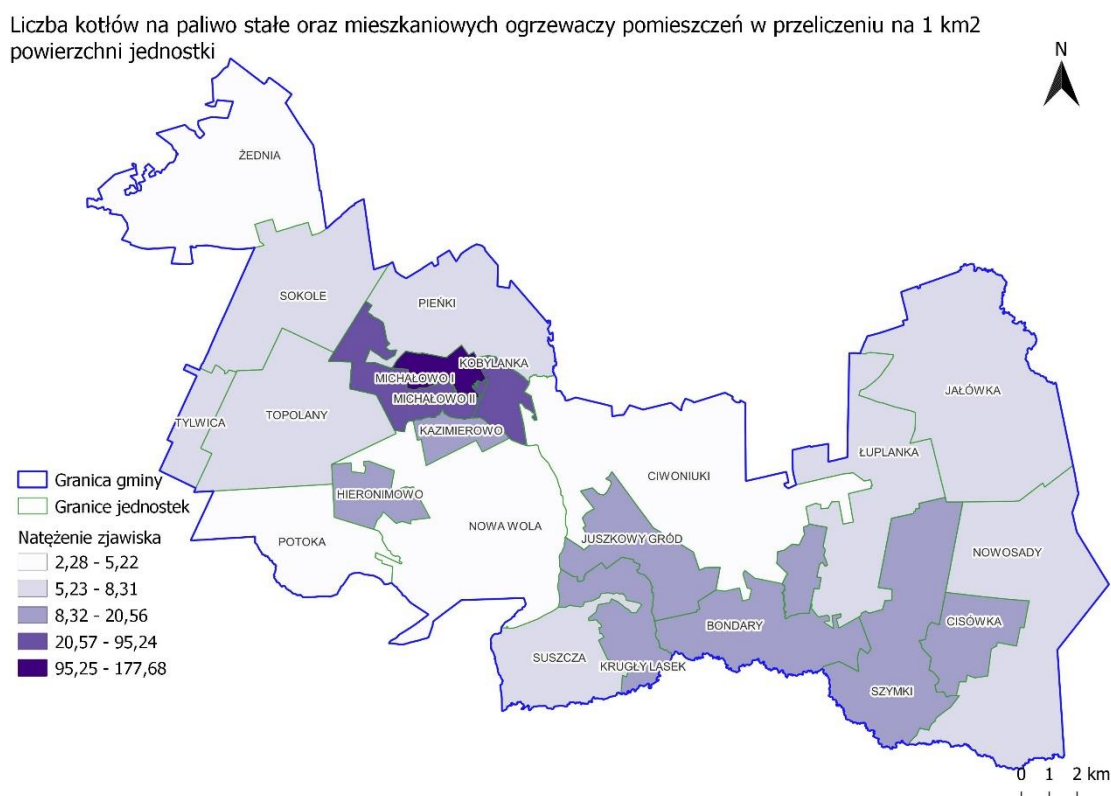 Liczba kotłów na paliwo stałe oraz mieszkaniowych ogrzewaczy pomieszczeń w przeliczeniu na 1 km2
powierzchni jednostki
N
ŻEDNIA
SOKOLE
PIEŃKI
KOBYLANKA
MICHAŁOWO I
JAŁÓWKA
MICHAŁOWO II
TYLWICA
TOPOLANY
KAZIMIEROWO
ŁUPLANKA
CIWONIUKI
Granica gminy
HIERONIMOWO
Granice jednostek
NOWA WOLA
JUSZKOWY GRÓD
POTOKA
Natężenie zjawiska
NOWOSADY
2,28 - 5,22
5,23 - 8,31
8,32 - 20,56
CISÓWKA
BONDARY
20,57 - 95,24
SUSZCZA
KRUGŁY LASEK
95,25 - 177,68
SZYMKI
0 1 2 km